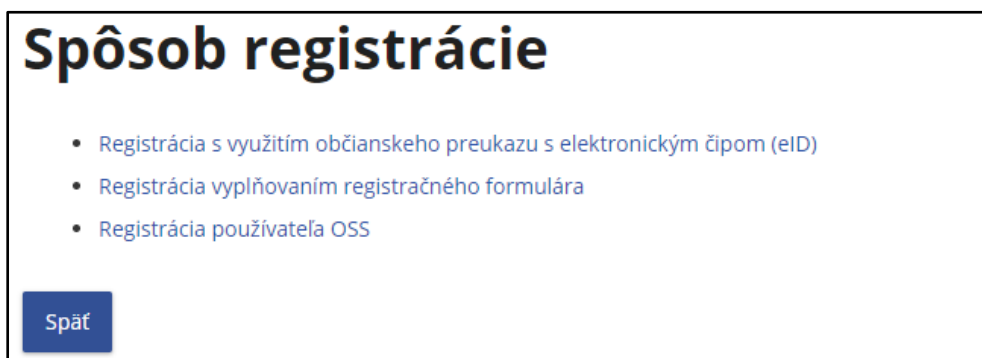 Spôsob registrácie
Registrácia s využitím občianskeho preukazu s elektronickým čipom (eID)
Registrácia vyplňovaním registračného formulára
Registrácia používateľa OSS
Späť